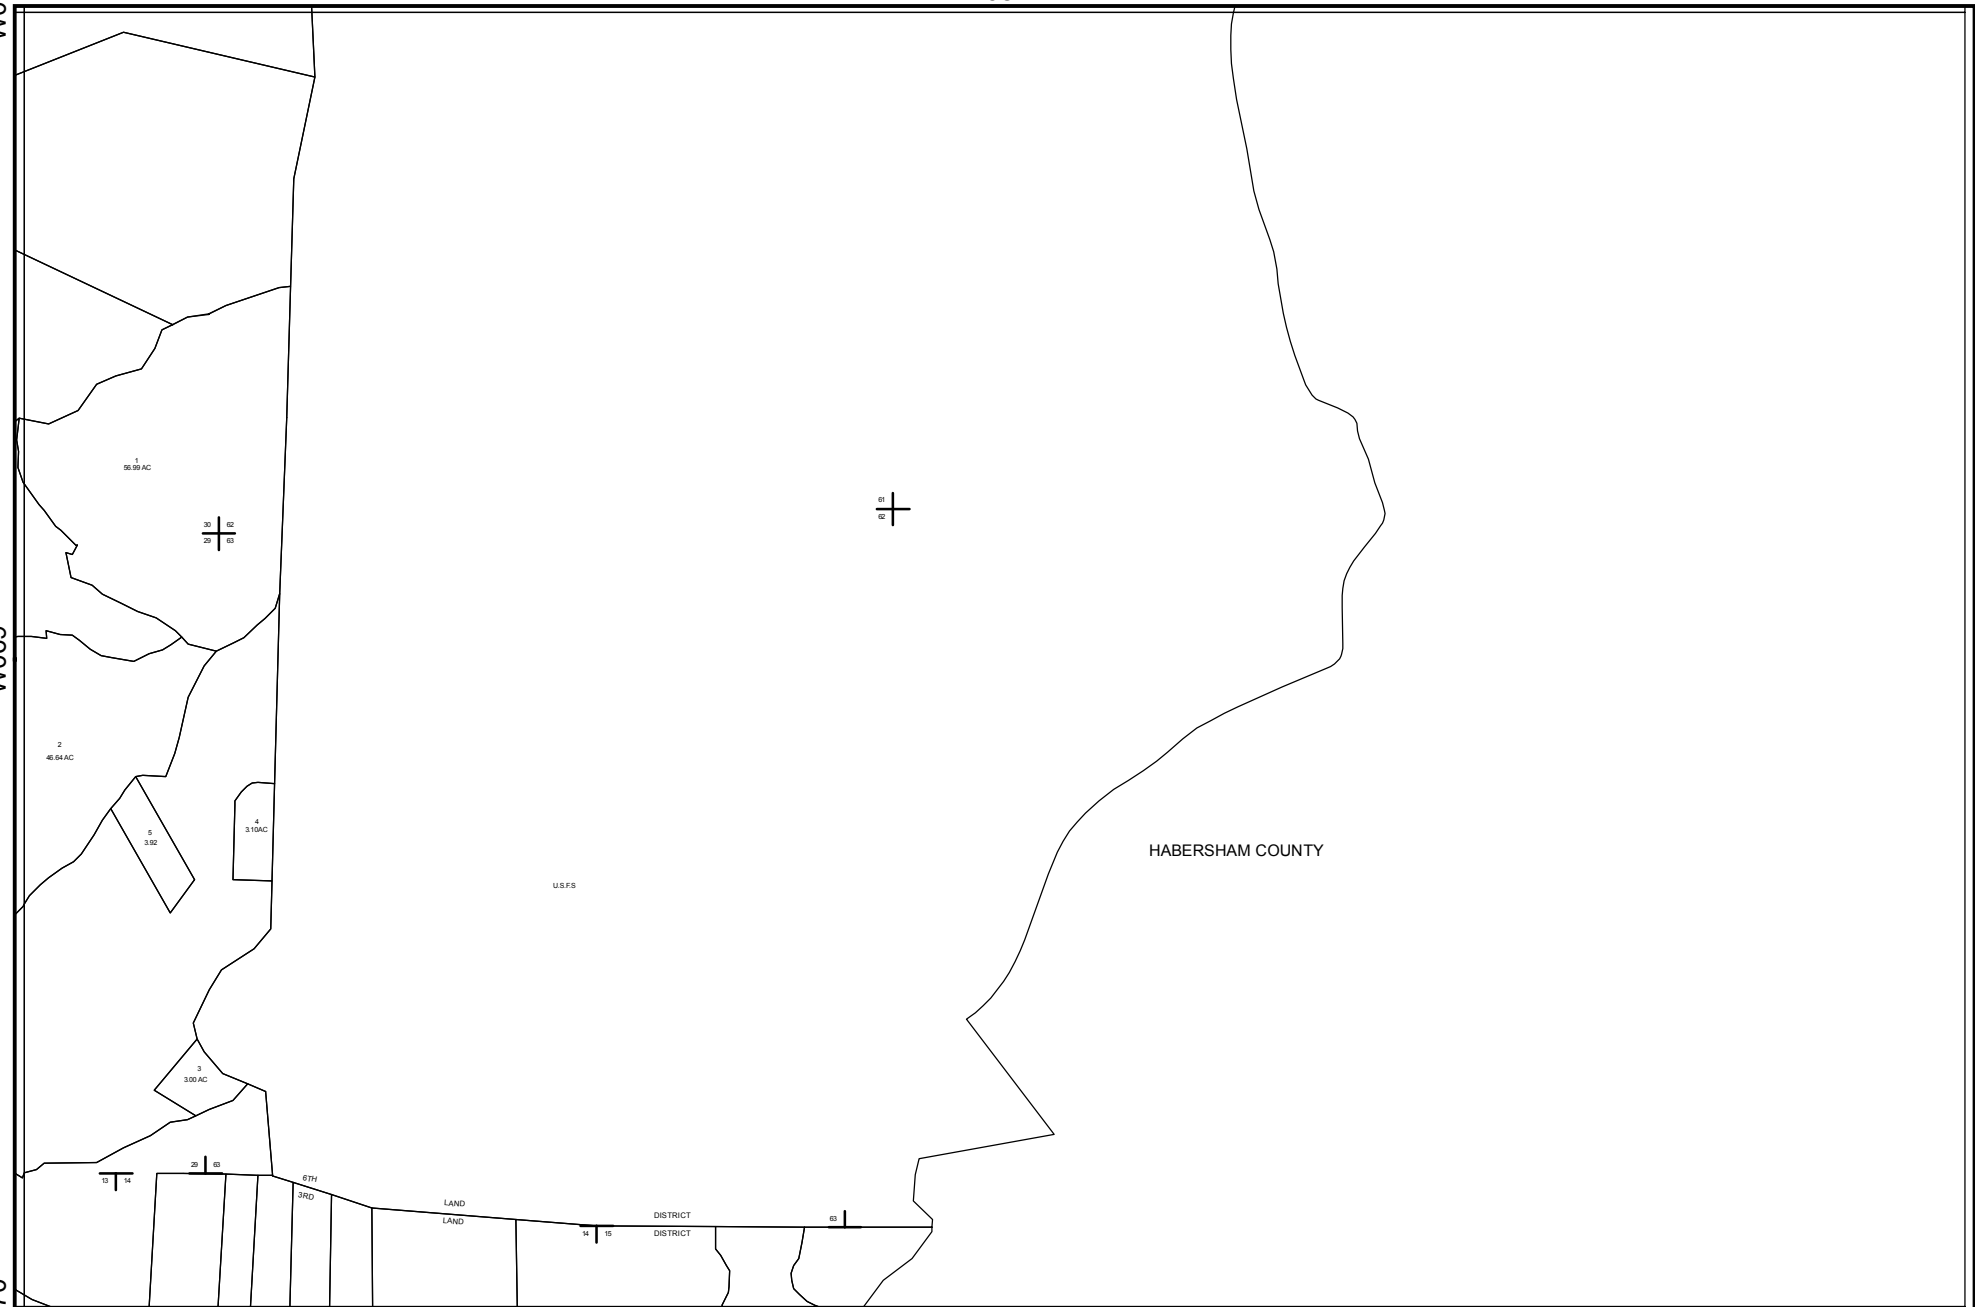 1
56.99 AC
61
62
30 62
29 63
2
46.64 AC
4
3.10AC
5
3.92
HABERSHAM COUNTY
U.S.F.S
3
3.00 AC
29 63
13 14
6TH
3RD
LAND
LAND
DISTRICT
DISTRICT
63
14 15